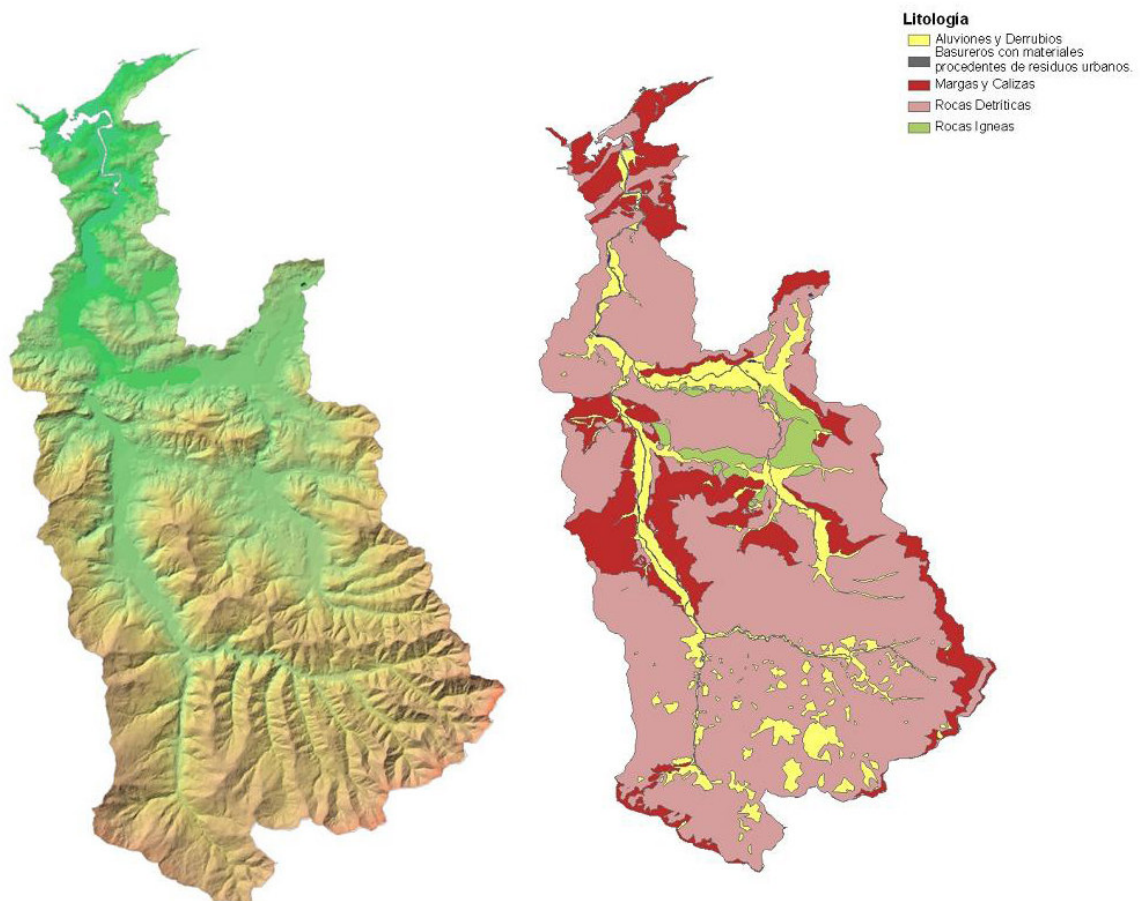 Litología
Aluviones y Derrubios
Basureros con materiales
procedentes de residuos urbanos.
Margas y Calizas
Rocas Detríticas
Rocas Igneas